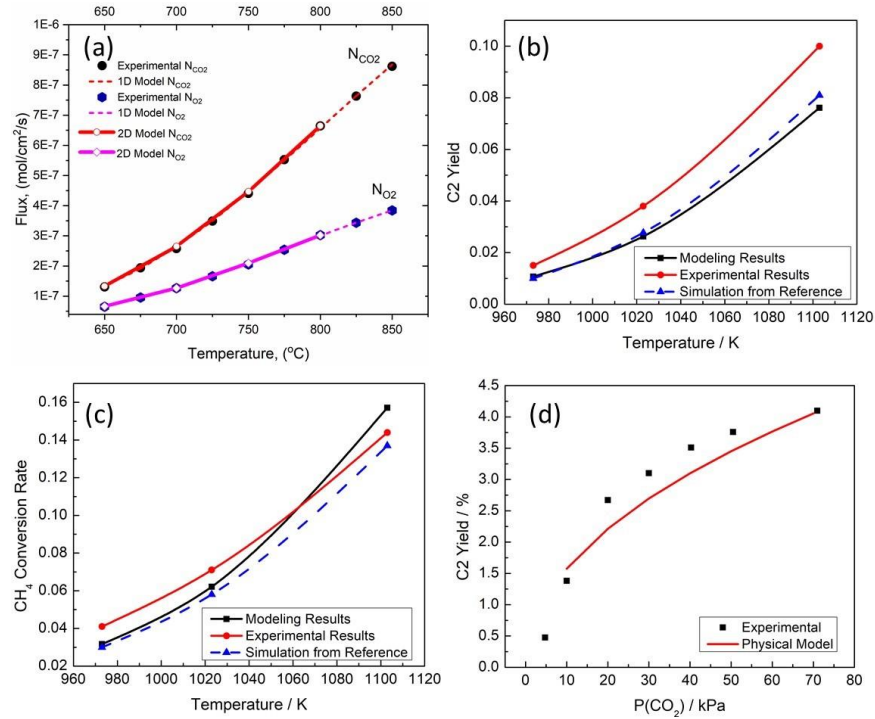 650 700 750 800 850
(a)
1E-6
9E-7
8E-7
7E-7
6E-7
5E-7
4E-7
3E-7
2E-7
1E-7
Flux, (mol/cm²/s)
Experimental N_CO2
1D Model N_CO2
Experimental N_O2
1D Model N_O2
2D Model N_CO2
2D Model N_O2
N_CO2
N_O2
650 700 750 800 850
Temperature, (°C)
(b)
0.10
0.08
0.06
0.04
0.02
0.00
C2 Yield
Modeling Results
Experimental Results
Simulation from Reference
960 980 1000 1020 1040 1060 1080 1100 1120
Temperature / K
(c)
0.16
0.14
0.12
0.10
0.08
0.06
0.04
0.02
CH₄ Conversion Rate
Modeling Results
Experimental Results
Simulation from Reference
960 980 1000 1020 1040 1060 1080 1100 1120
Temperature / K
(d)
4.5
4.0
3.5
3.0
2.5
2.0
1.5
1.0
0.5
0.0
C2 Yield / %
Experimental
Physical Model
0 10 20 30 40 50 60 70 80
P(CO₂) / kPa